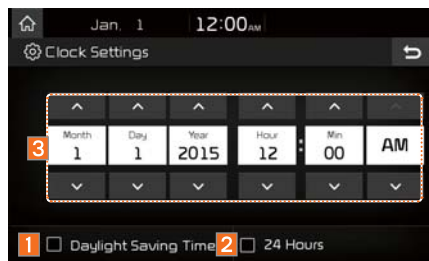 Jan. 1 12:00AM
Clock Settings
Month Day Year Hour Min
3 1 1 2015 12 : 00 AM
1 Daylight Saving Time 2 24 Hours